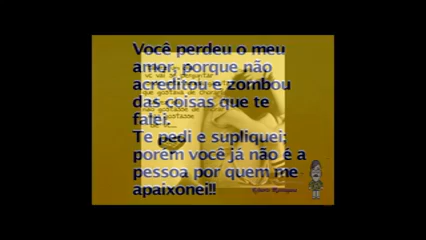 Você perdeu o meu
amor, porque não
acreditou e zombou
das coisas que te
falei.
Te pedi e supliquei;
porém você já não é a
pessoa por quem me
apaixonei!!